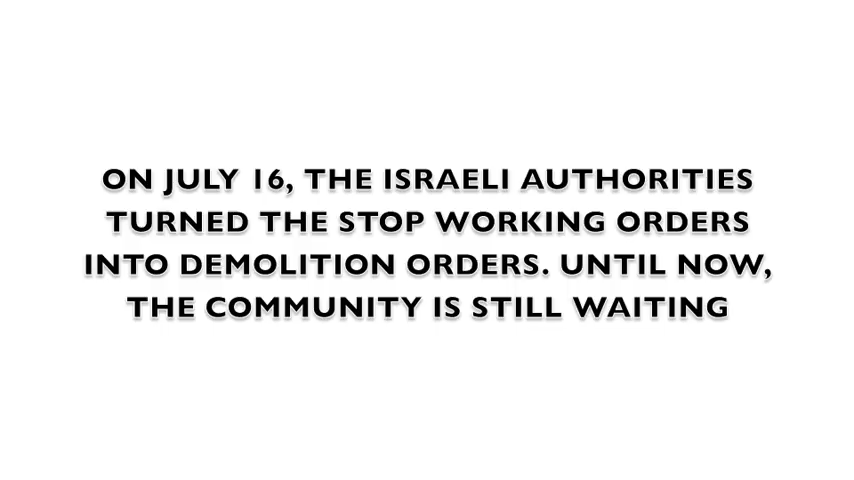 ON JULY 16, THE ISRAELI AUTHORITIES
TURNED THE STOP WORKING ORDERS
INTO DEMOLITION ORDERS. UNTIL NOW,
THE COMMUNITY IS STILL WAITING